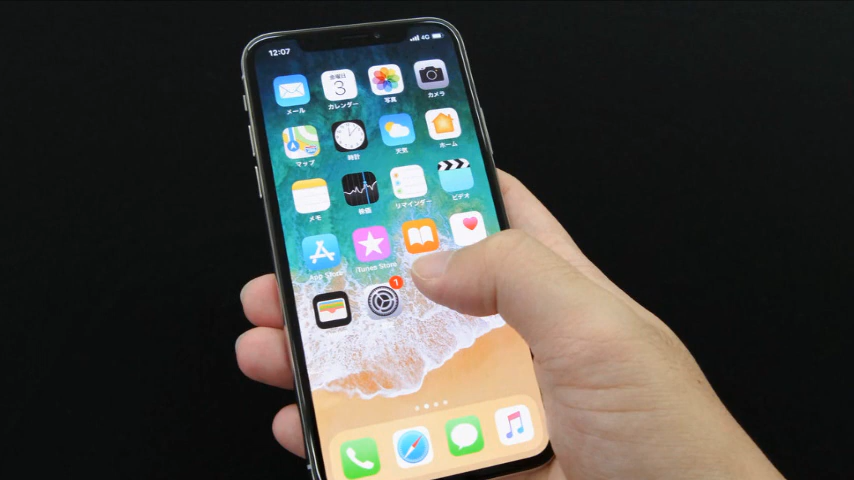 12:07
4G
メール
金曜日
3
カレンダー
写真
カメラ
マップ
時計
天気
ホーム
メモ
株価
リマインダー
ビデオ
App Store
iTunes Store
1